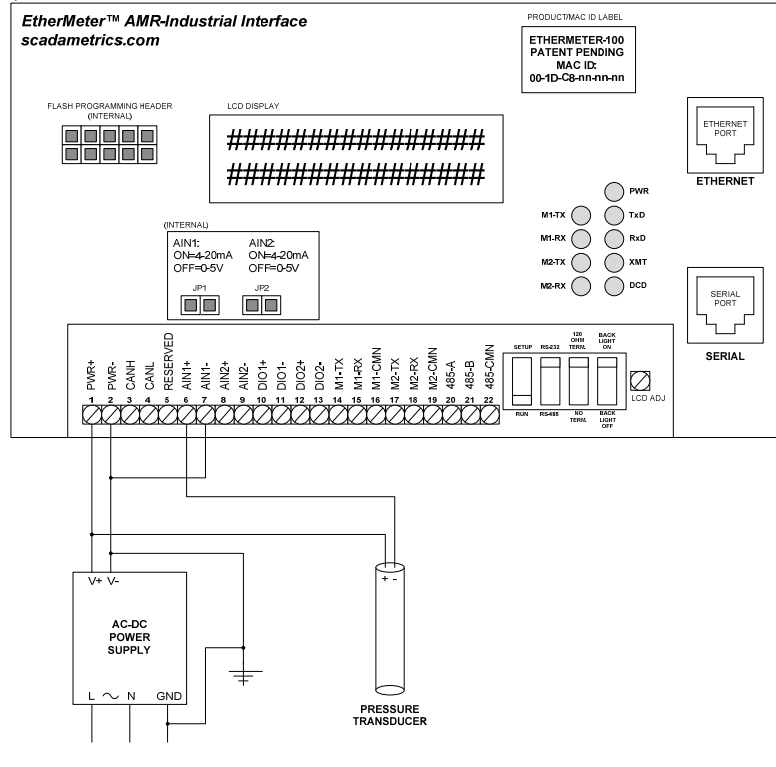 EtherMeter™ AMR-Industrial Interface
scadametrics.com
PRODUCT/MAC ID LABEL
ETHERMETER-100
PATENT PENDING
MAC ID:
00-1D-C8-nn-nn-nn
FLASH PROGRAMMING HEADER
(INTERNAL)
LCD DISPLAY
####################
####################
ETHERNET
PORT
ETHERNET
PWR
M1-TX TxD
M1-RX RxD
M2-TX XMT
M2-RX DCD
(INTERNAL)
AIN1: AIN2:
ON=4-20mA ON=4-20mA
OFF=0-5V OFF=0-5V
JP1 JP2
SERIAL
PORT
SERIAL
PWR+ PWR- CANH CANL RESERVED AIN1+ AIN1- AIN2+ AIN2- DIO1+ DIO1- DIO2+ DIO2- M1-TX M1-RX M1-CMN M2-TX M2-RX M2-CMN 485-A 485-B 485-CMN
1 2 3 4 5 6 7 8 9 10 11 12 13 14 15 16 17 18 19 20 21 22
SETUP
RS-232
120
OHM
TERM.
BACK
LIGHT
ON
RUN
RS-485
NO
TERM.
BACK
LIGHT
OFF
LCD ADJ
V+ V-
AC-DC
POWER
SUPPLY
L N GND
+ -
PRESSURE
TRANSDUCER